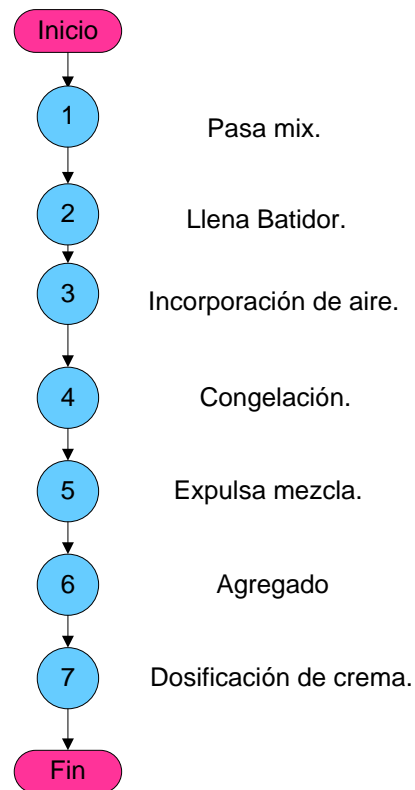 Inicio
1
Pasa mix.
2
Llena Batidor.
3
Incorporación de aire.
4
Congelación.
5
Expulsa mezcla.
6
Agregado
7
Dosificación de crema.
Fin